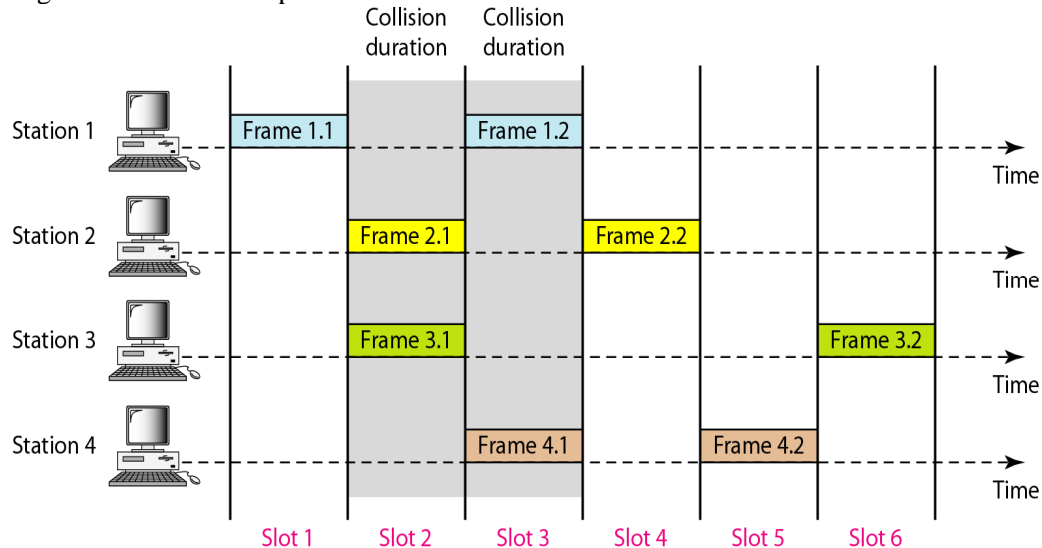 Collision
duration
Collision
duration
Station 1
Frame 1.1
Frame 1.2
Time
Station 2
Frame 2.1
Frame 2.2
Time
Station 3
Frame 3.1
Frame 3.2
Time
Station 4
Frame 4.1
Frame 4.2
Time
Slot 1
Slot 2
Slot 3
Slot 4
Slot 5
Slot 6